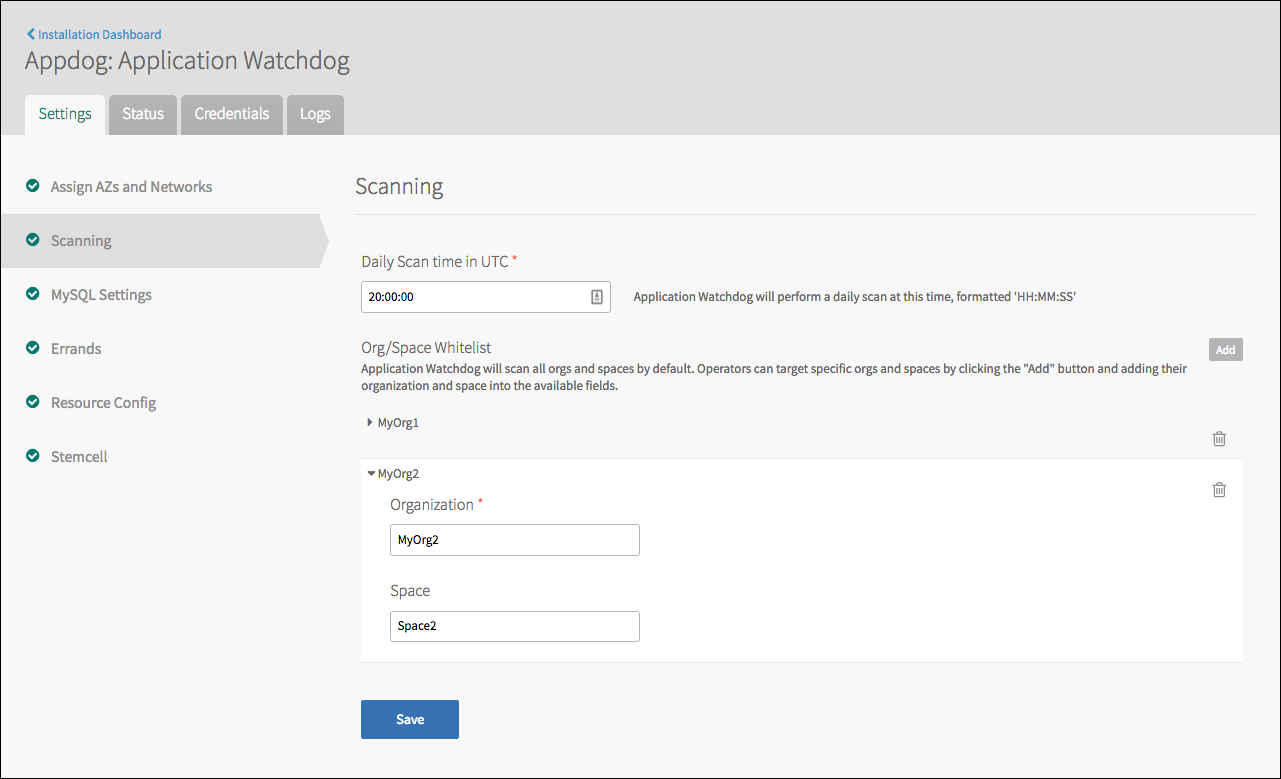 Installation Dashboard
Appdog: Application Watchdog
Settings
Status
Credentials
Logs
Assign AZs and Networks
Scanning
MySQL Settings
Errands
Resource Config
Stemcell
Scanning
Daily Scan time in UTC *
20:00:00
Application Watchdog will perform a daily scan at this time, formatted 'HH:MM:SS'
Org/Space Whitelist
Add
Application Watchdog will scan all orgs and spaces by default. Operators can target specific orgs and spaces by clicking the "Add" button and adding their
organization and space into the available fields.
MyOrg1
MyOrg2
Organization *
MyOrg2
Space
Space2
Save